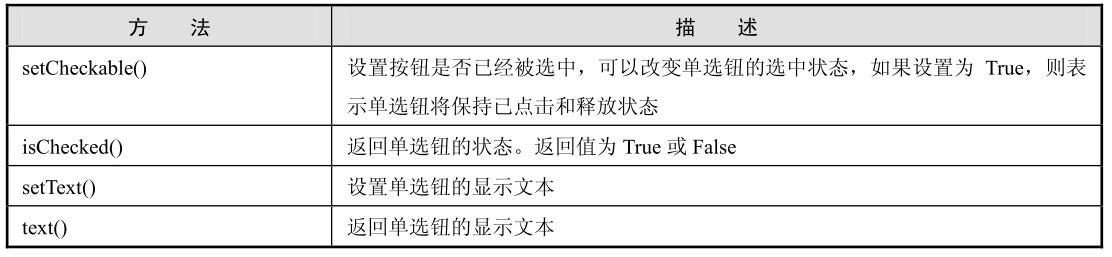 方 法 描 述
setCheckable() 设置按钮是否已经被选中，可以改变单选钮的选中状态，如果设置为 True，则表
示单选钮将保持已点击和释放状态
isChecked() 返回单选钮的状态。返回值为 True 或 False
setText() 设置单选钮的显示文本
text() 返回单选钮的显示文本